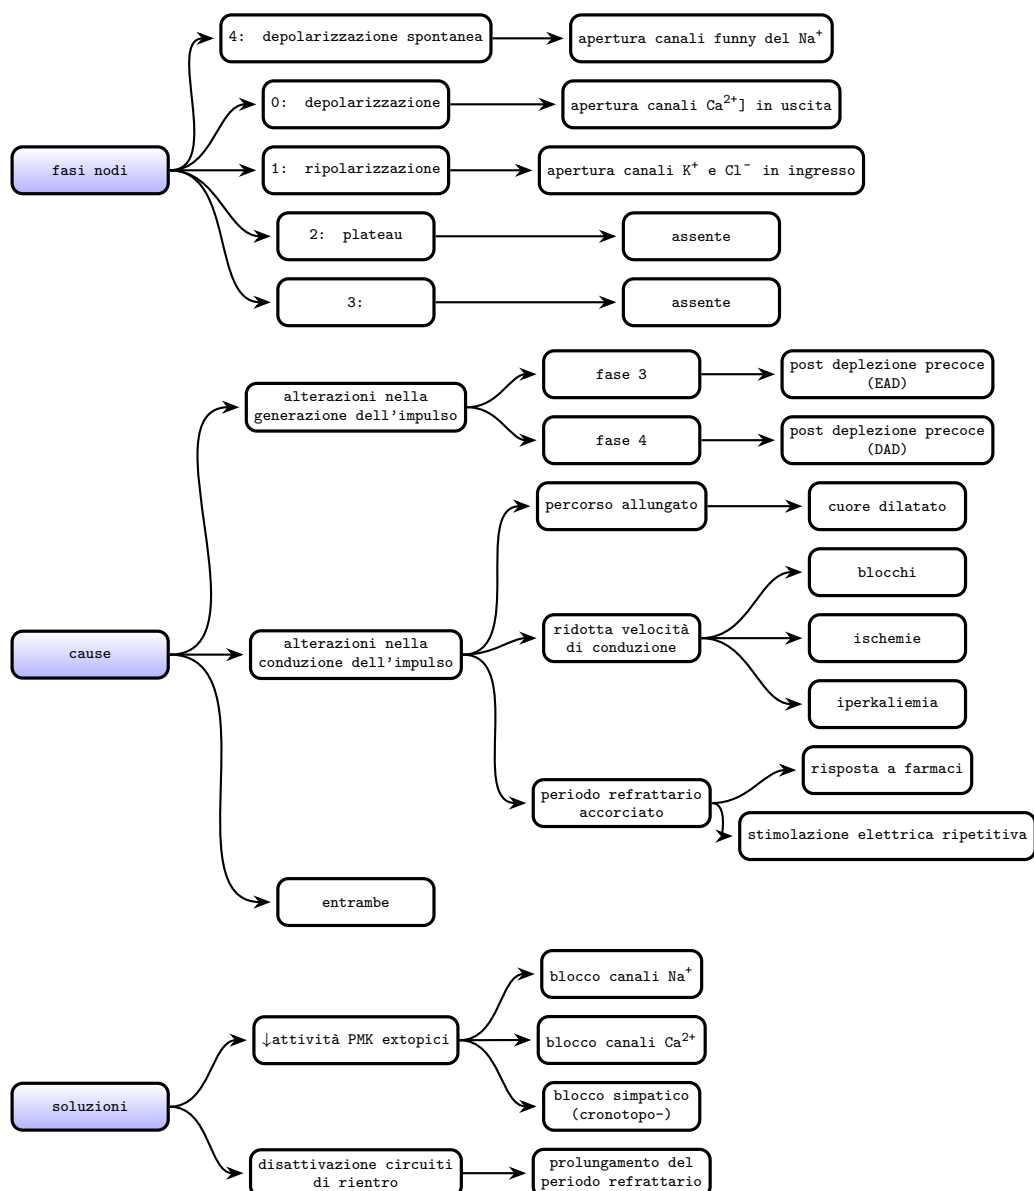 fasi nodi
4: depolarizzazione spontanea
apertura canali funny del Na⁺
0: depolarizzazione
apertura canali Ca²⁺] in uscita
1: ripolarizzazione
apertura canali K⁺ e Cl⁻ in ingresso
2: plateau
assente
3:
assente
cause
alterazioni nella
generazione dell'impulso
fase 3
post deplezione precoce
(EAD)
fase 4
post deplezione precoce
(DAD)
alterazioni nella
conduzione dell'impulso
percorso allungato
cuore dilatato
ridotta velocità
di conduzione
blocchi
ischemie
iperkaliemia
periodo refrattario
accorciato
risposta a farmaci
stimolazione elettrica ripetitiva
entrambe
soluzioni
↓attività PMK extopici
blocco canali Na⁺
blocco canali Ca²⁺
blocco simpatico
(cronotopo-)
disattivazione circuiti
di rientro
prolungamento del
periodo refrattario